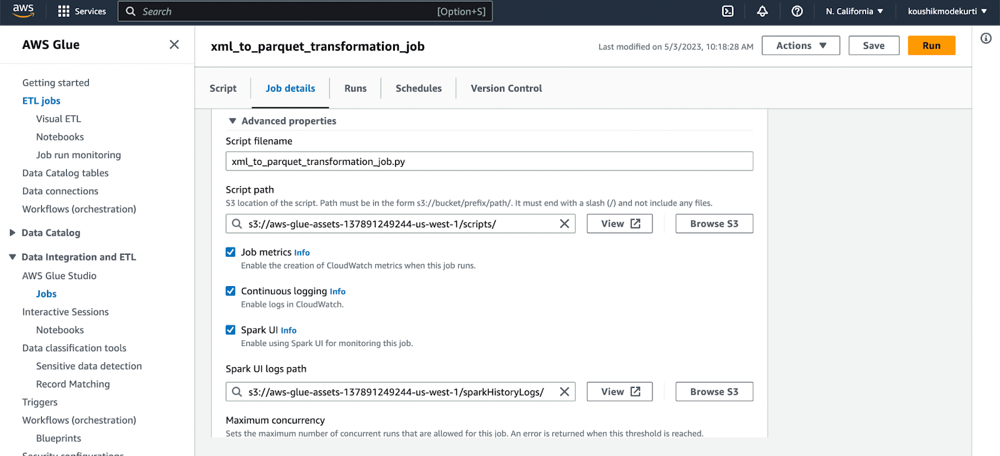 aws
Services
Search
[Option+S]
N. California
koushikmodekurti
AWS Glue
Getting started
ETL jobs
Visual ETL
Notebooks
Job run monitoring
Data Catalog tables
Data connections
Workflows (orchestration)
Data Catalog
Data Integration and ETL
AWS Glue Studio
Jobs
Interactive Sessions
Notebooks
Data classification tools
Sensitive data detection
Record Matching
Triggers
Workflows (orchestration)
Blueprints
Security configurations
xml_to_parquet_transformation_job
Last modified on 5/3/2023, 10:18:28 AM
Actions
Save
Run
Script
Job details
Runs
Schedules
Version Control
Advanced properties
Script filename
xml_to_parquet_transformation_job.py
Script path
S3 location of the script. Path must be in the form s3://bucket/prefix/path/. It must end with a slash (/) and not include any files.
s3://aws-glue-assets-137891249244-us-west-1/scripts/
View
Browse S3
Job metrics Info
Enable the creation of CloudWatch metrics when this job runs.
Continuous logging Info
Enable logs in CloudWatch.
Spark UI Info
Enable using Spark UI for monitoring this job.
Spark UI logs path
s3://aws-glue-assets-137891249244-us-west-1/sparkHistoryLogs/
View
Browse S3
Maximum concurrency
Sets the maximum number of concurrent runs that are allowed for this job. An error is returned when this threshold is reached.